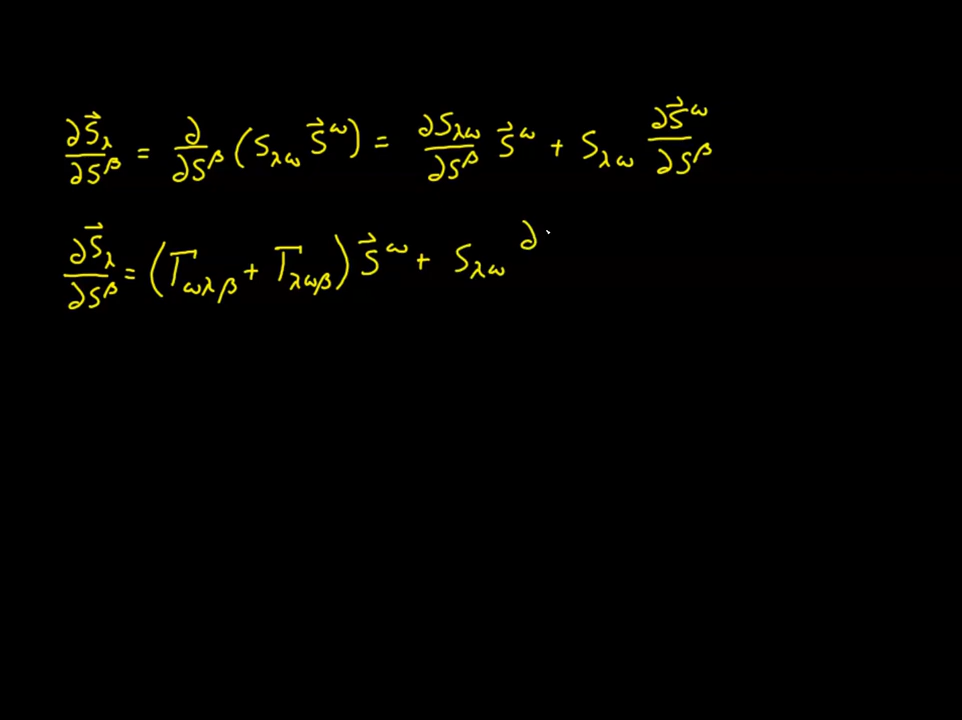 ∂S⃗_λ/∂S^β = ∂/∂S^β (S_λω S⃗^ω) = ∂S_λω/∂S^β S⃗^ω + S_λω ∂S⃗^ω/∂S^β
∂S⃗_λ/∂S^β = (Γ_ωλβ + Γ_λωβ) S⃗^ω + S_λω ∂